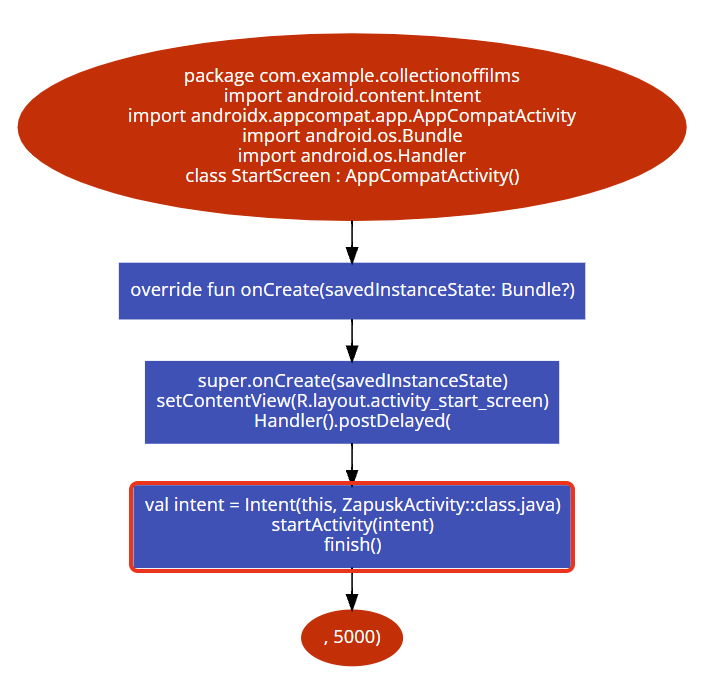 package com.example.collectionoffilms
import android.content.Intent
import androidx.appcompat.app.AppCompatActivity
import android.os.Bundle
import android.os.Handler
class StartScreen : AppCompatActivity()
override fun onCreate(savedInstanceState: Bundle?)
super.onCreate(savedInstanceState)
setContentView(R.layout.activity_start_screen)
Handler().postDelayed(
val intent = Intent(this, ZapuskActivity::class.java)
startActivity(intent)
finish()
, 5000)